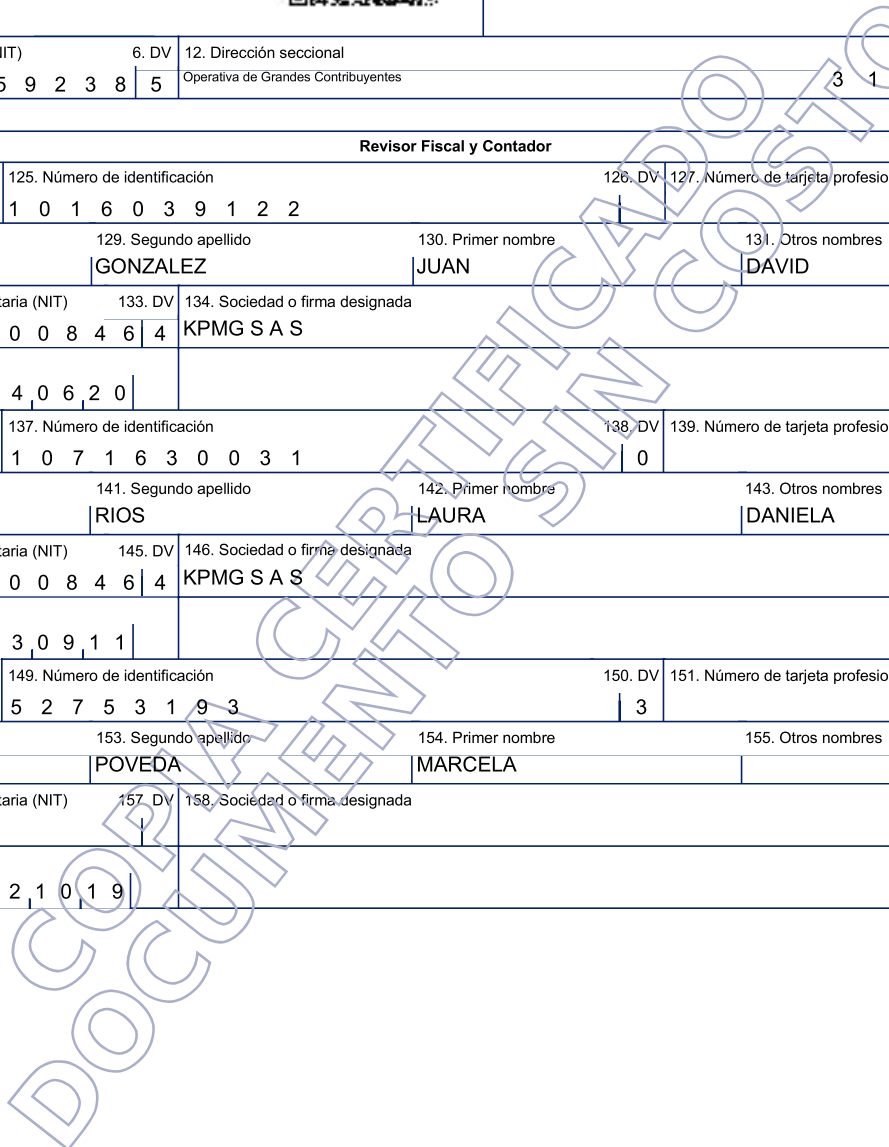 IIT) 6. DV 12. Dirección seccional
5 9 2 3 8 5 Operativa de Grandes Contribuyentes 3 1
Revisor Fiscal y Contador
125. Número de identificación 126. DV 127. Número de tarjeta profesio
1 0 1 6 0 3 9 1 2 2
129. Segundo apellido 130. Primer nombre 131. Otros nombres
GONZALEZ JUAN DAVID
taria (NIT) 133. DV 134. Sociedad o firma designada
0 0 8 4 6 4 KPMG S A S
4 0 6 2 0
137. Número de identificación 138. DV 139. Número de tarjeta profesio
1 0 7 1 6 3 0 0 3 1 0
141. Segundo apellido 142. Primer nombre 143. Otros nombres
RIOS LAURA DANIELA
taria (NIT) 145. DV 146. Sociedad o firma designada
0 0 8 4 6 4 KPMG S A S
3 0 9 1 1
149. Número de identificación 150. DV 151. Número de tarjeta profesio
5 2 7 5 3 1 9 3 3
153. Segundo apellido 154. Primer nombre 155. Otros nombres
POVEDA MARCELA
taria (NIT) 157. DV 158. Sociedad o firma designada
2 1 0 1 9
COPIA CERTIFICADO
DOCUMENTO SIN COSTO